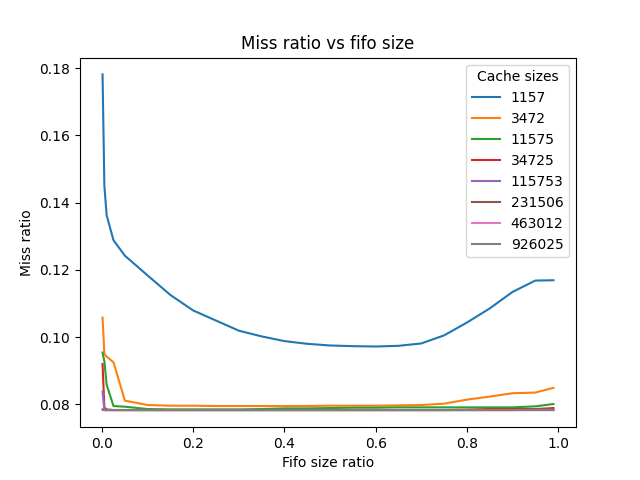 Miss ratio vs fifo size
Miss ratio
0.18
0.16
0.14
0.12
0.10
0.08
0.0 0.2 0.4 0.6 0.8 1.0
Fifo size ratio
Cache sizes
1157
3472
11575
34725
115753
231506
463012
926025